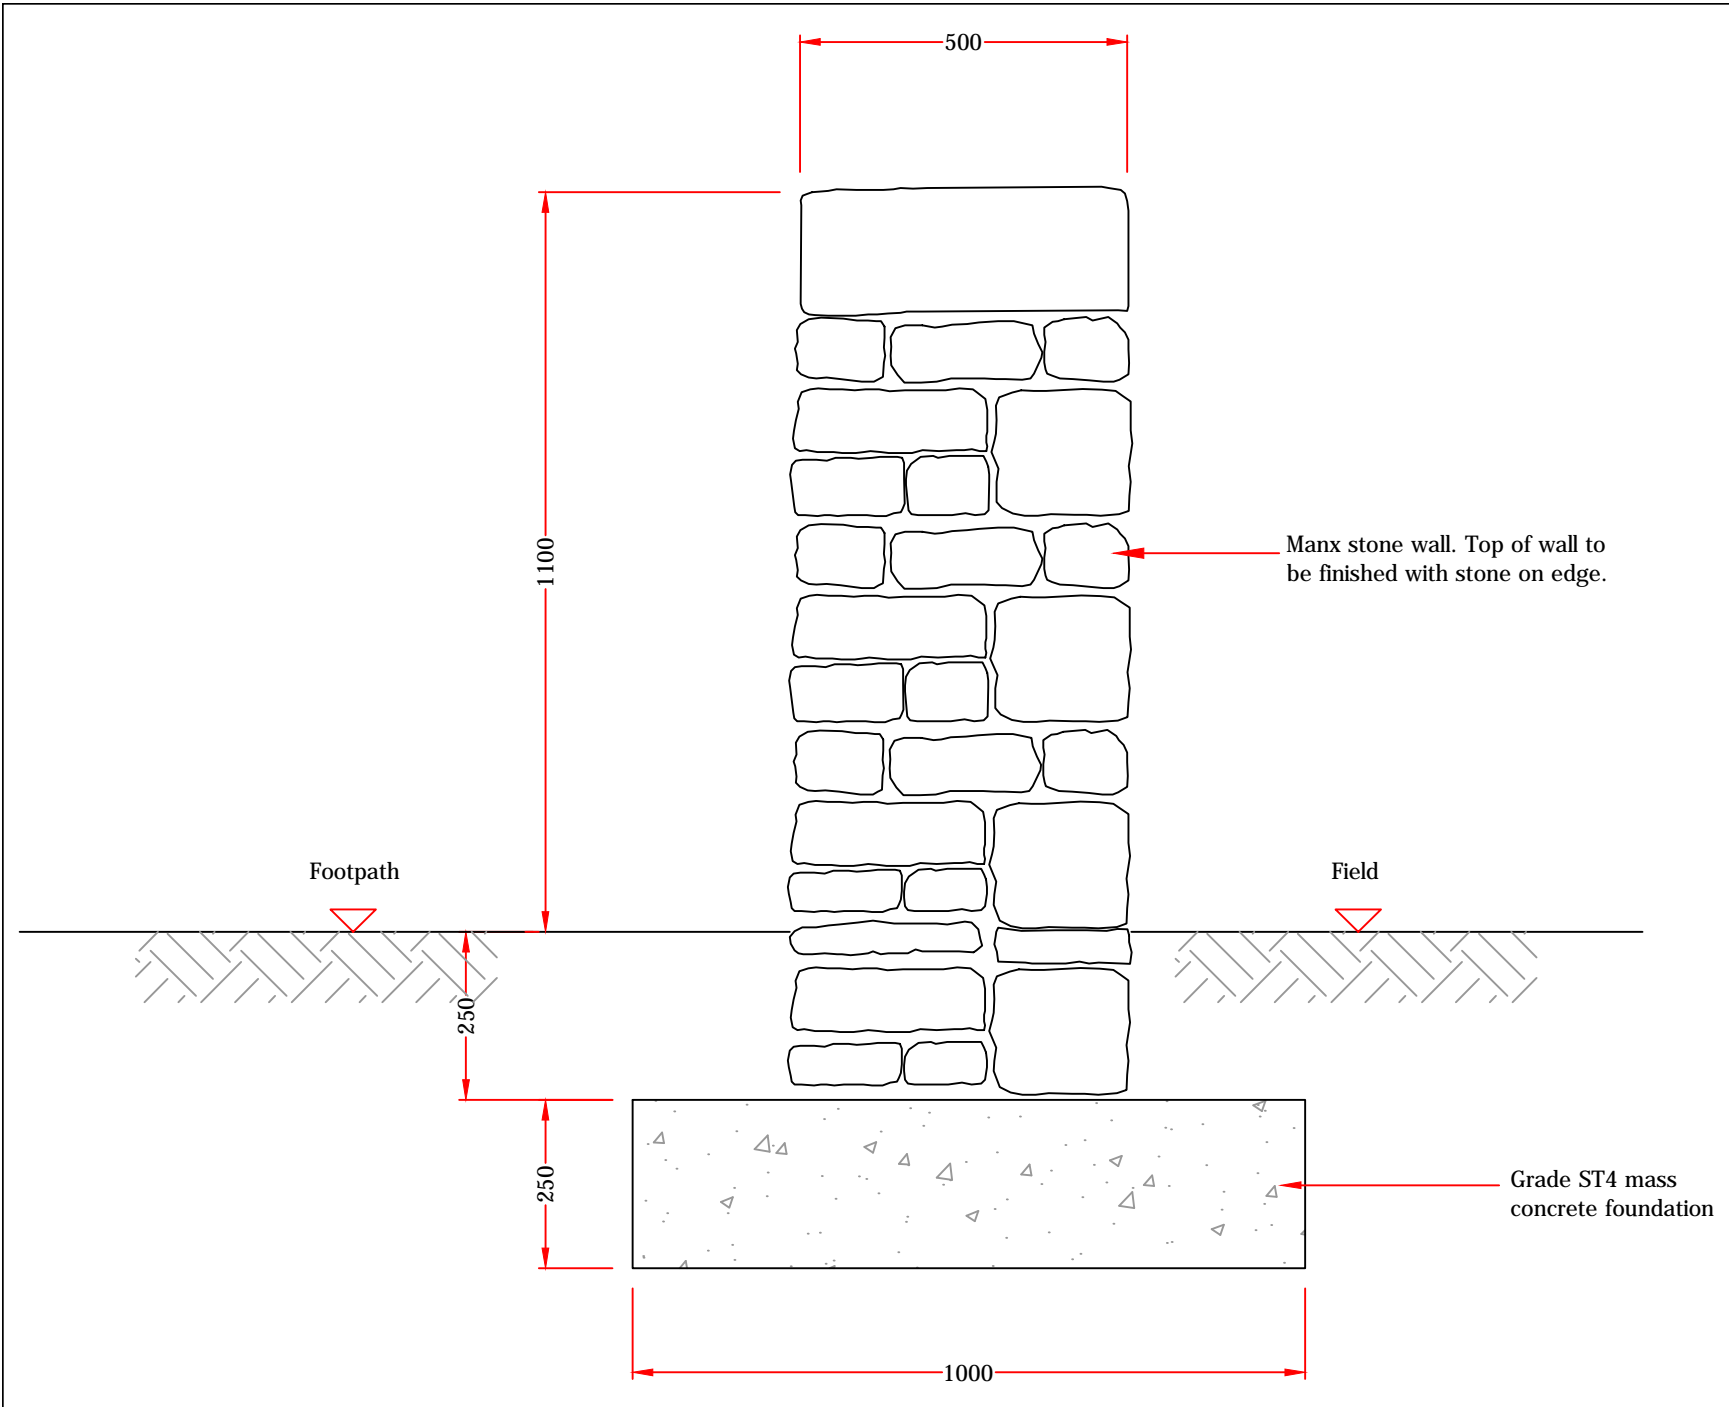 500
1100
Manx stone wall. Top of wall to
be finished with stone on edge.
Footpath
Field
250
250
Grade ST4 mass
concrete foundation
1000